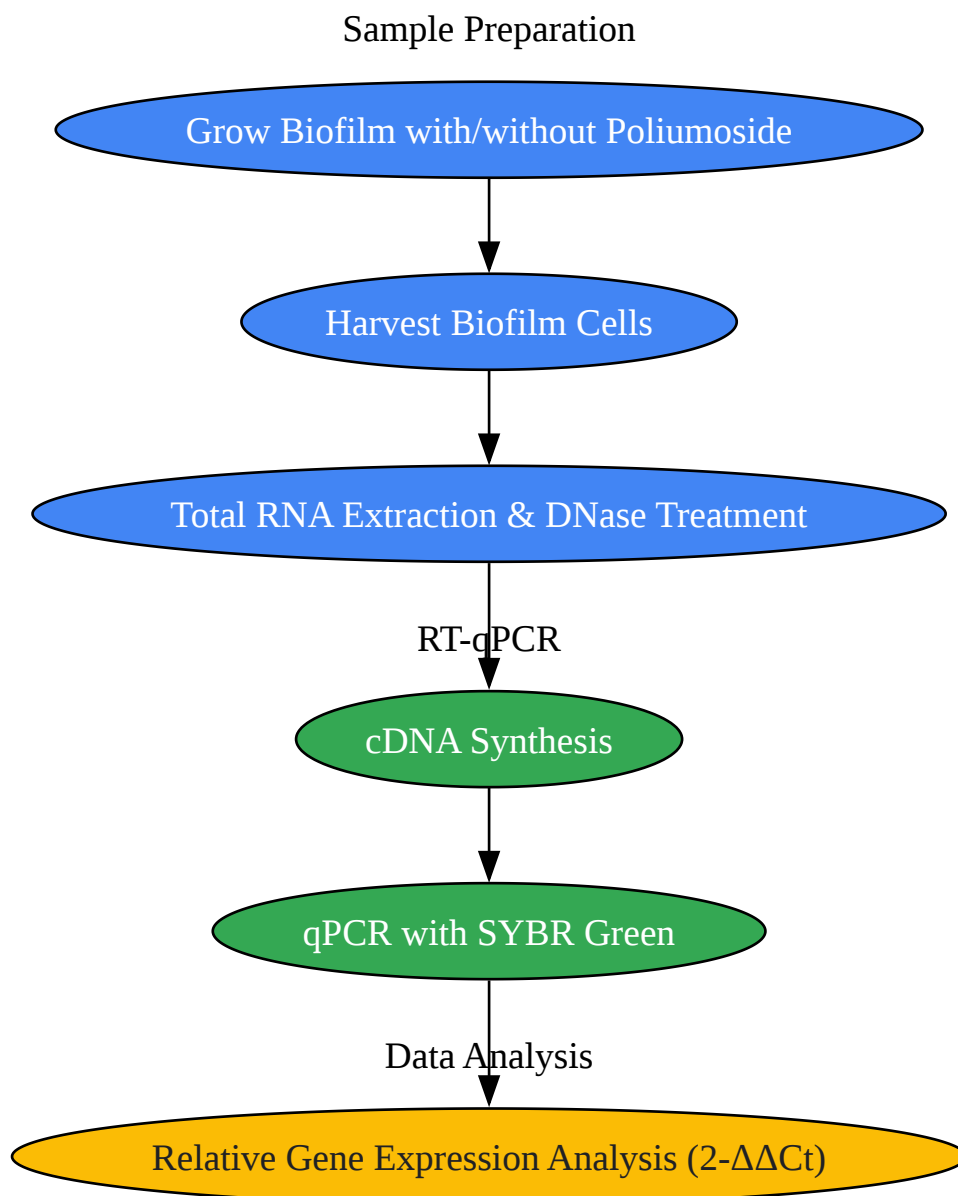 Sample Preparation
Grow Biofilm with/without Poliumoside
Harvest Biofilm Cells
Total RNA Extraction & DNase Treatment
RT-qPCR
cDNA Synthesis
qPCR with SYBR Green
Data Analysis
Relative Gene Expression Analysis (2-ΔΔCt)